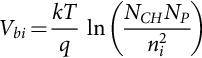 V_{bi} = \frac{kT}{q} \ln \left( \frac{N_{CH} N_P}{n_i^2} \right)